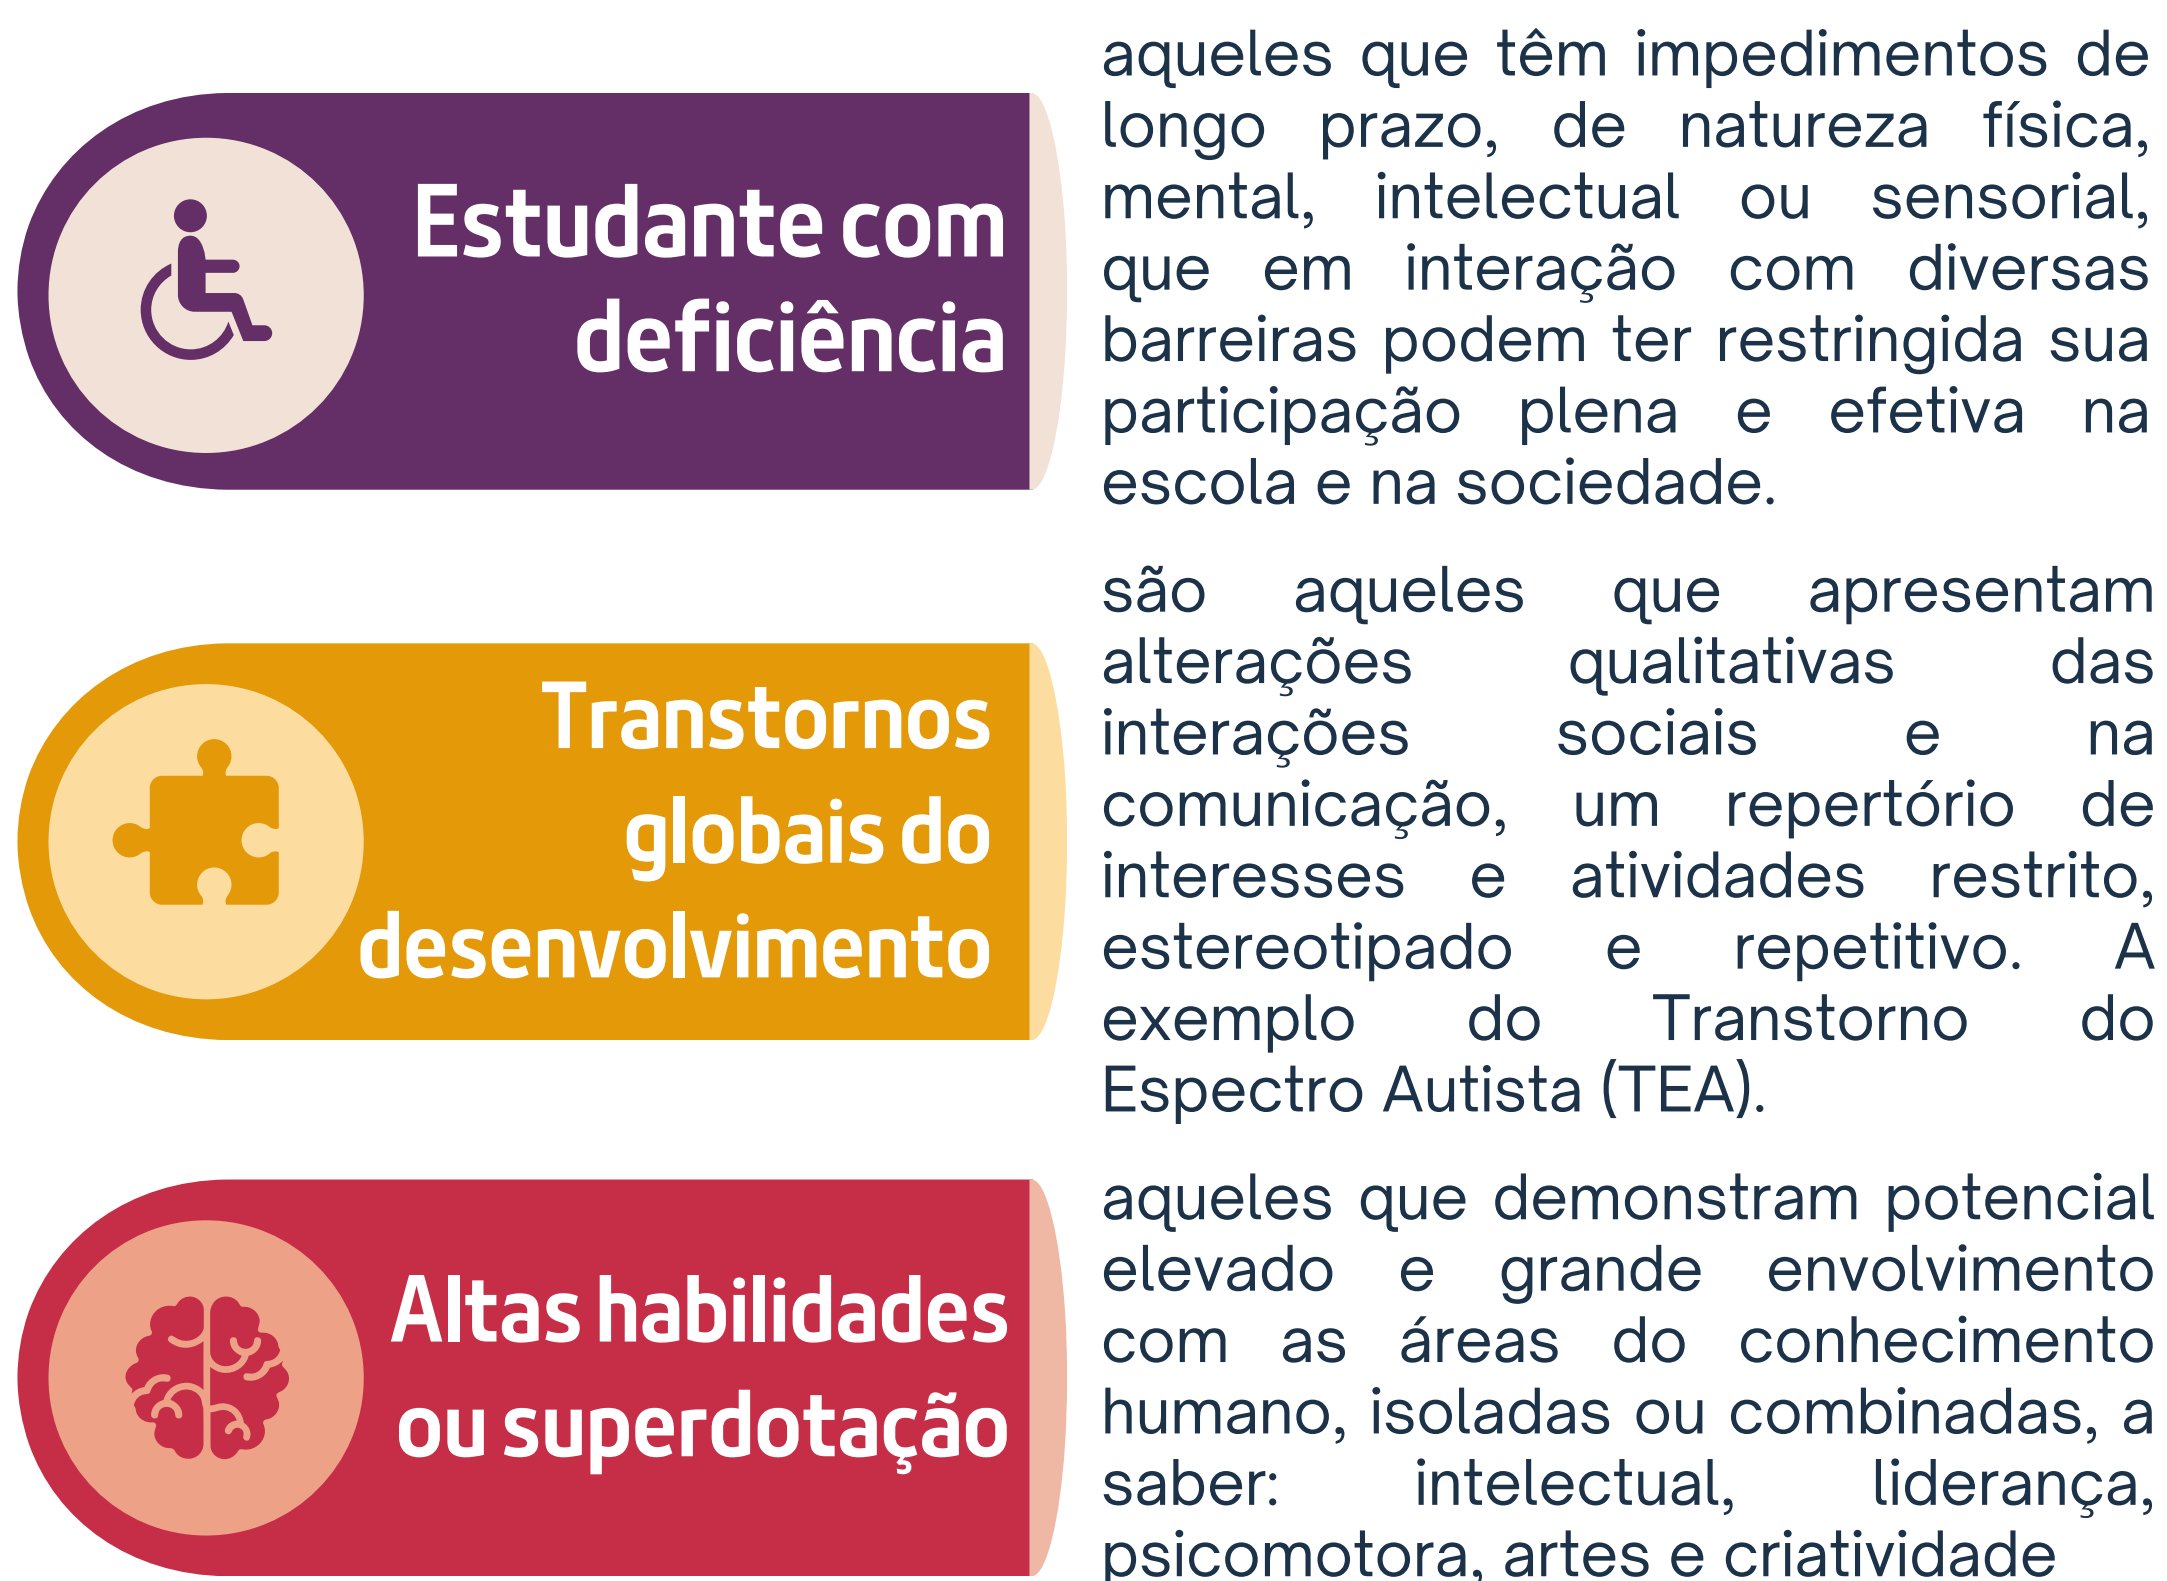 Estudante com
deficiência
aqueles que têm impedimentos de
longo prazo, de natureza física,
mental, intelectual ou sensorial,
que em interação com diversas
barreiras podem ter restringida sua
participação plena e efetiva na
escola e na sociedade.
Transtornos
globais do
desenvolvimento
são aqueles que apresentam
alterações qualitativas das
interações sociais e na
comunicação, um repertório de
interesses e atividades restrito,
estereotipado e repetitivo. A
exemplo do Transtorno do
Espectro Autista (TEA).
Altas habilidades
ou superdotação
aqueles que demonstram potencial
elevado e grande envolvimento
com as áreas do conhecimento
humano, isoladas ou combinadas, a
saber: intelectual, liderança,
psicomotora, artes e criatividade